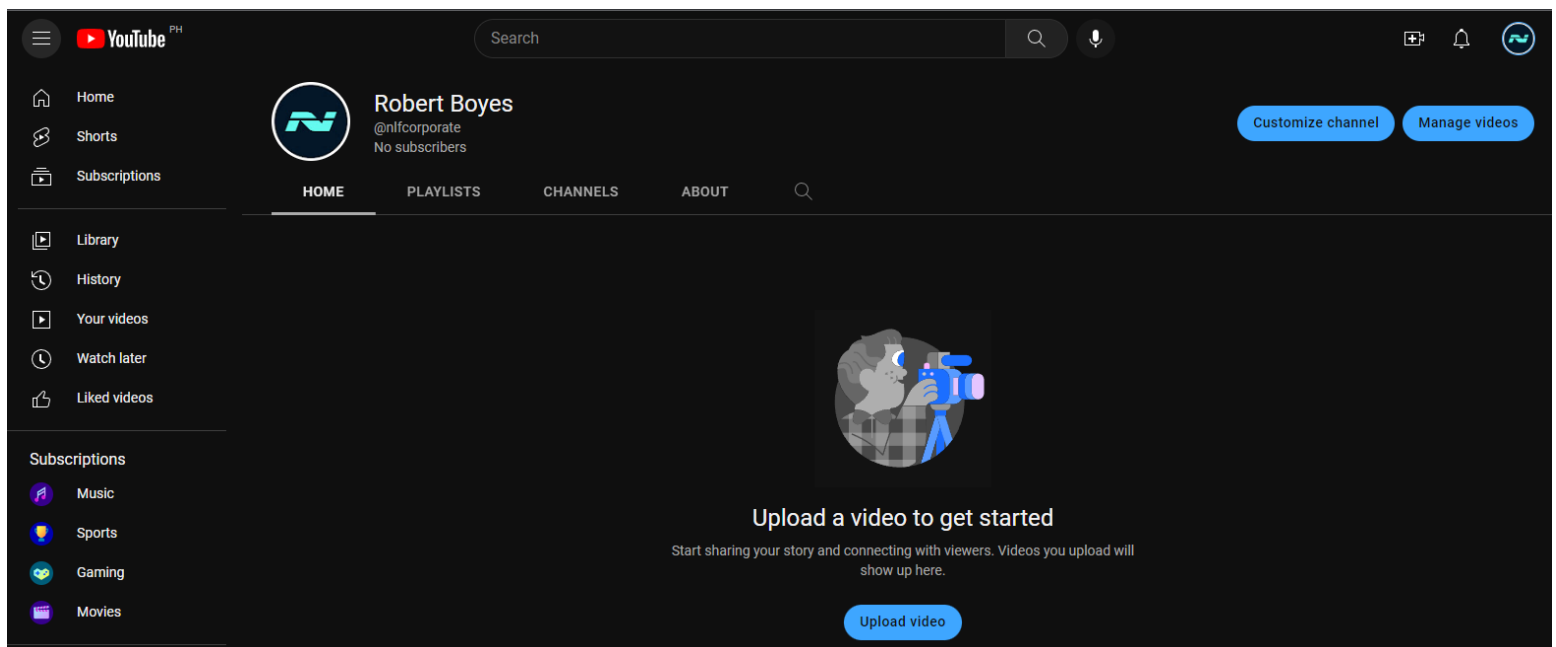 YouTube PH
Search
Home
Shorts
Subscriptions
Library
History
Your videos
Watch later
Liked videos
Subscriptions
Music
Sports
Gaming
Movies
Robert Boyes
@nlfcorporate
No subscribers
Customize channel
Manage videos
HOME PLAYLISTS CHANNELS ABOUT
Upload a video to get started
Start sharing your story and connecting with viewers. Videos you upload will
show up here.
Upload video